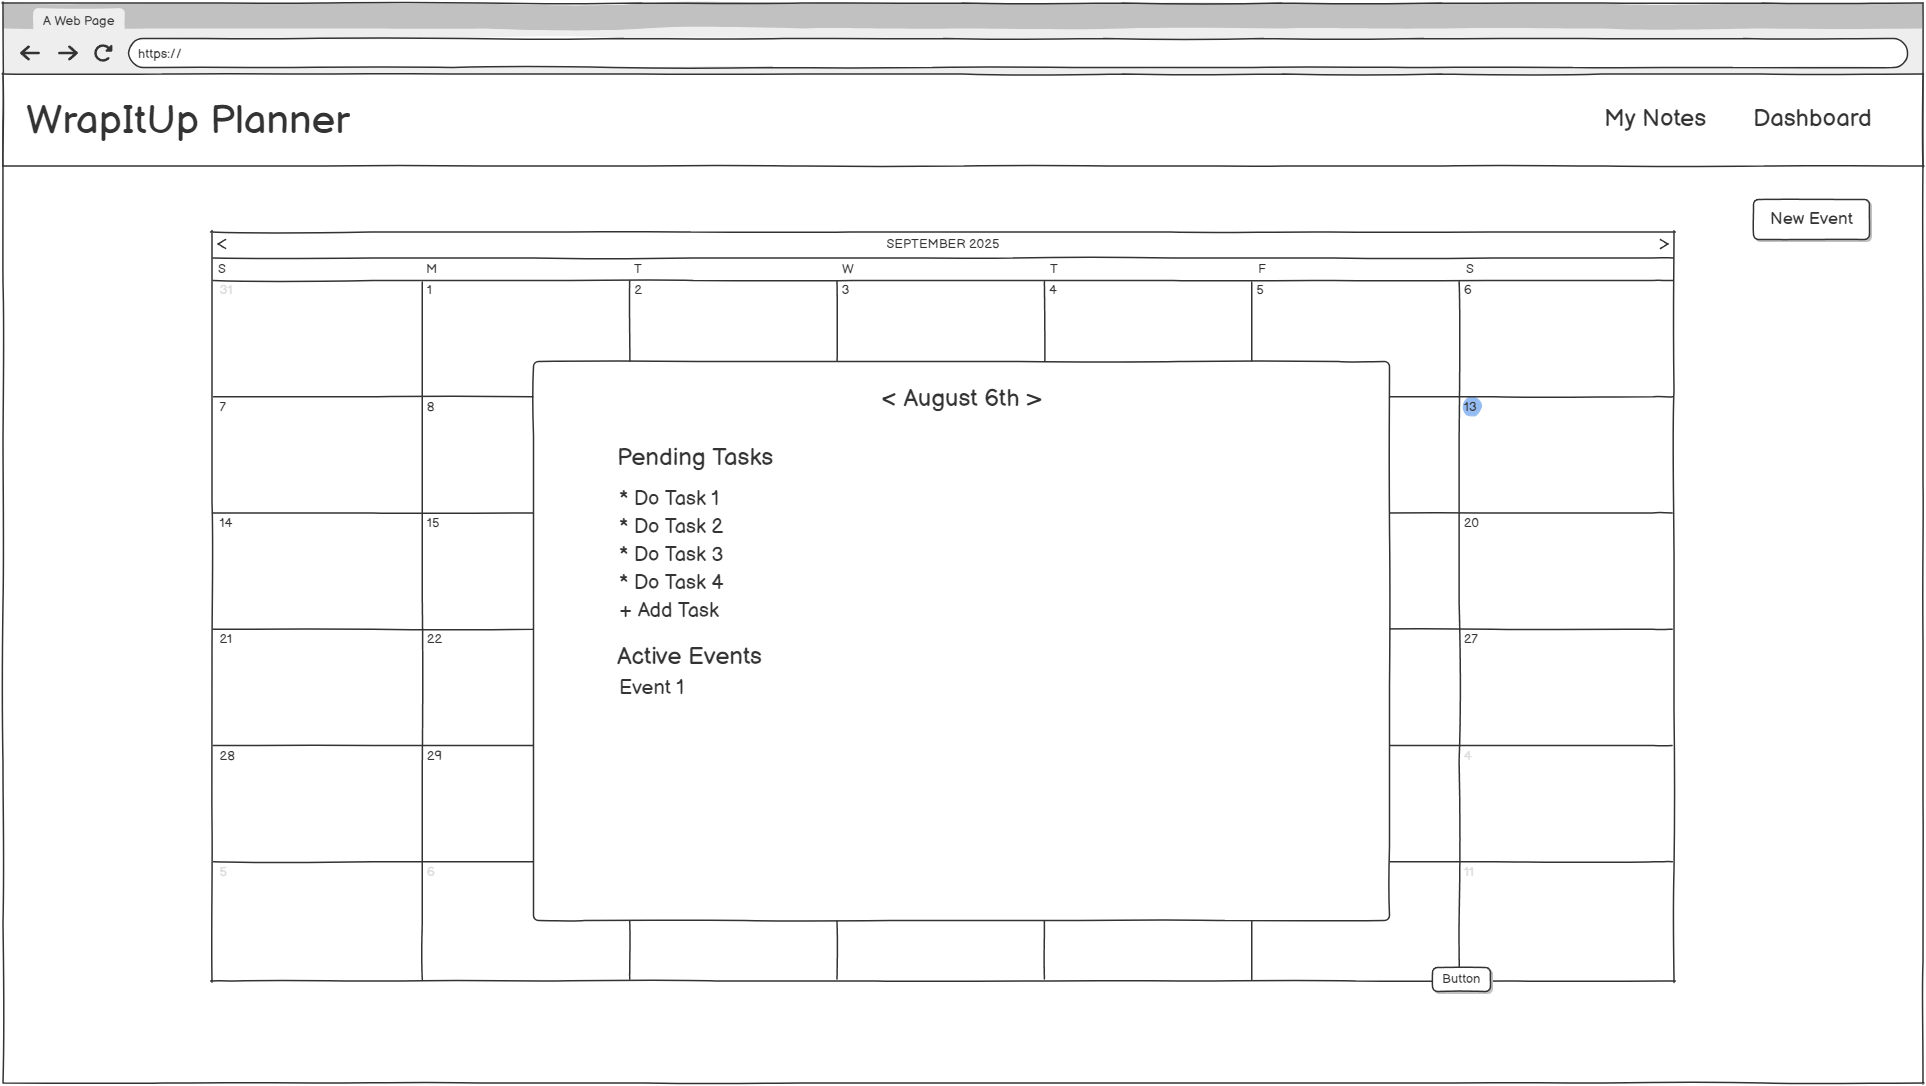 A Web Page
https://
WrapItUp Planner
My Notes
Dashboard
New Event
<
SEPTEMBER 2025
>
S M T W T F S
31 1 2 3 4 5 6
< August 6th >
7 8 13
Pending Tasks
* Do Task 1
14 15 20
* Do Task 2
* Do Task 3
* Do Task 4
+ Add Task
21 22 27
Active Events
Event 1
28 29 4
5 6 11
Button